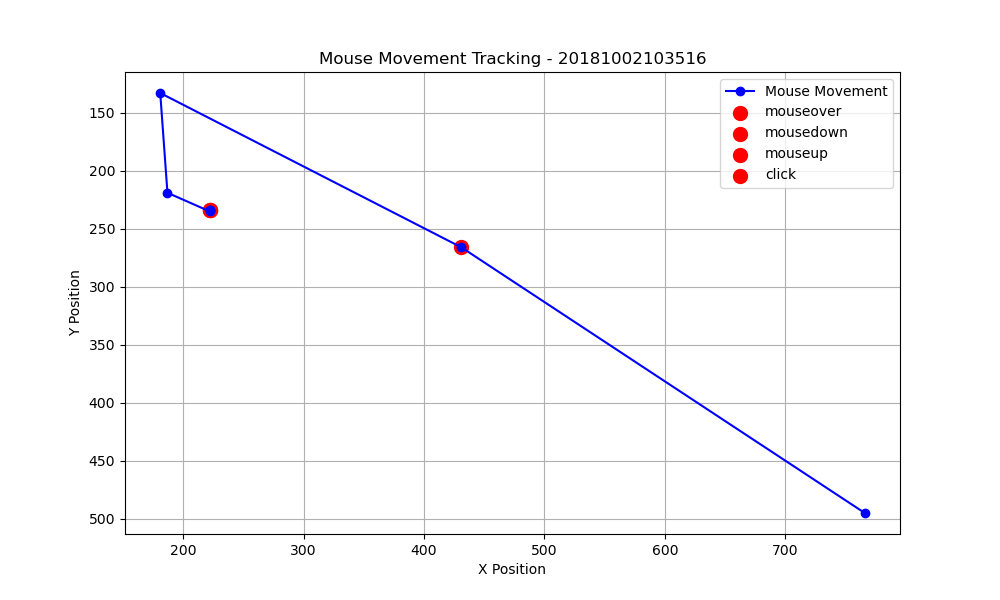 Mouse Movement Tracking - 20181002103516
Mouse Movement
mouseover
mousedown
mouseup
click
150
200
250
300
350
400
450
500
Y Position
200 300 400 500 600 700
X Position